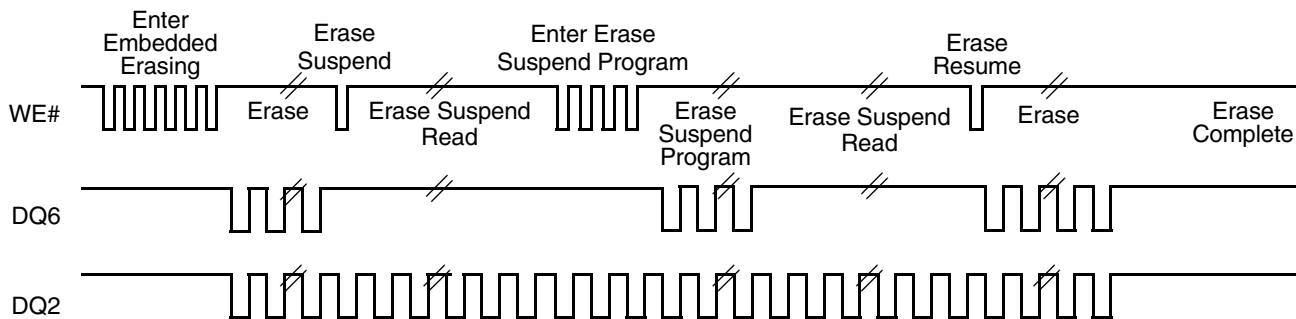 Enter
Embedded
Erasing
Erase
Suspend
Enter Erase
Suspend Program
Erase
Resume
WE#
Erase
Erase Suspend
Read
Erase
Suspend
Program
Erase Suspend
Read
Erase
Erase
Complete
DQ6
DQ2